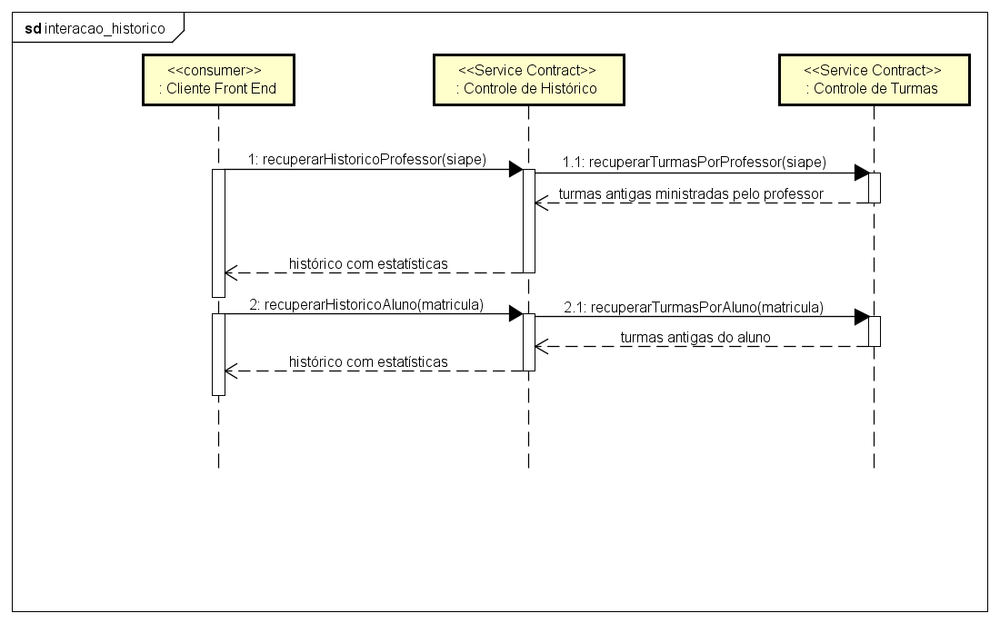 sd interacao_historico
<<consumer>>
: Cliente Front End
<<Service Contract>>
: Controle de Histórico
<<Service Contract>>
: Controle de Turmas
1: recuperarHistoricoProfessor(siape)
1.1: recuperarTurmasPorProfessor(siape)
turmas antigas ministradas pelo professor
histórico com estatísticas
2: recuperarHistoricoAluno(matricula)
2.1: recuperarTurmasPorAluno(matricula)
turmas antigas do aluno
histórico com estatísticas